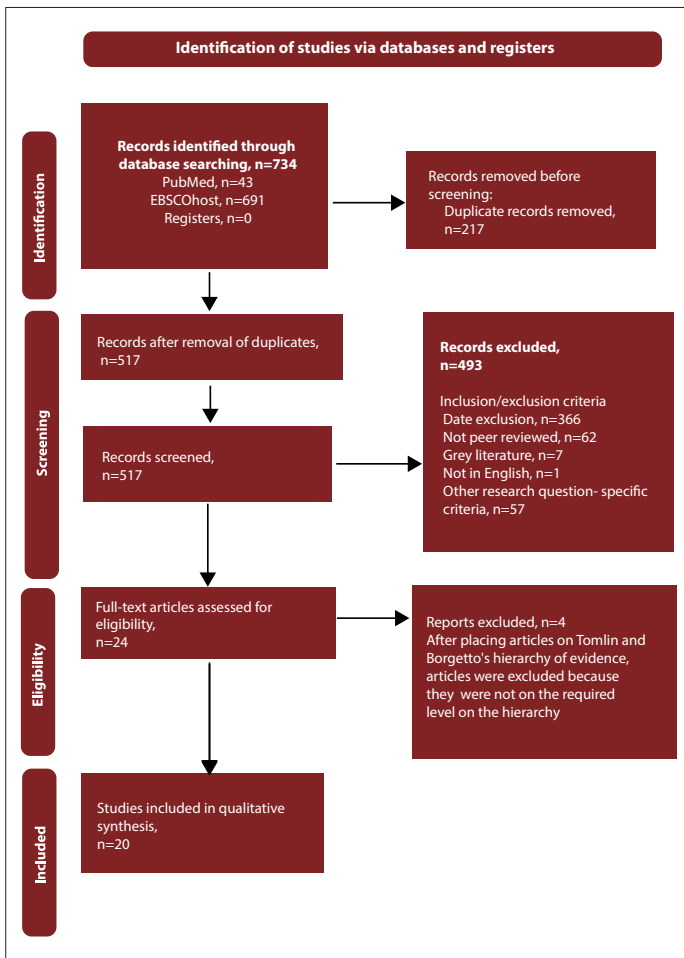 Identification of studies via databases and registers
Identification
Records identified through
database searching, n=734
PubMed, n=43
EBSCOhost, n=691
Registers, n=0
Records removed before
screening:
Duplicate records removed,
n=217
Screening
Records after removal of duplicates,
n=517
Records screened,
n=517
Records excluded,
n=493
Inclusion/exclusion criteria
Date exclusion, n=366
Not peer reviewed, n=62
Grey literature, n=7
Not in English, n=1
Other research question- specific
criteria, n=57
Eligibility
Full-text articles assessed for
eligibility,
n=24
Reports excluded, n=4
After placing articles on Tomlin and
Borgetto's hierarchy of evidence,
articles were excluded because
they were not on the required
level on the hierarchy
Included
Studies included in qualitative
synthesis,
n=20